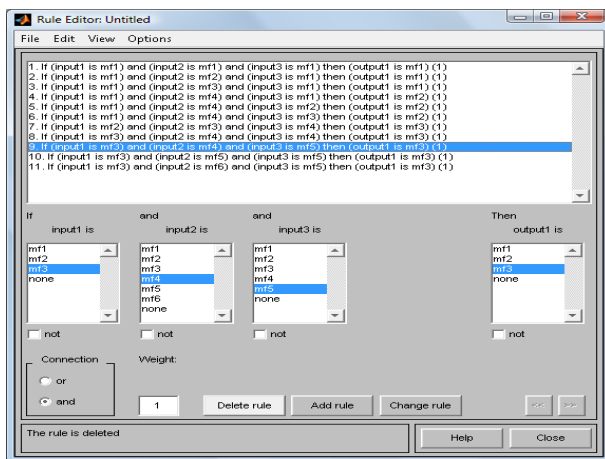 Rule Editor: Untitled
File Edit View Options
1. If (input1 is mf1) and (input2 is mf1) and (input3 is mf1) then (output1 is mf1) (1)
2. If (input1 is mf1) and (input2 is mf2) and (input3 is mf1) then (output1 is mf1) (1)
3. If (input1 is mf1) and (input2 is mf3) and (input3 is mf1) then (output1 is mf1) (1)
4. If (input1 is mf1) and (input2 is mf4) and (input3 is mf1) then (output1 is mf2) (1)
5. If (input1 is mf1) and (input2 is mf4) and (input3 is mf2) then (output1 is mf2) (1)
6. If (input1 is mf1) and (input2 is mf4) and (input3 is mf3) then (output1 is mf2) (1)
7. If (input1 is mf2) and (input2 is mf3) and (input3 is mf4) then (output1 is mf3) (1)
8. If (input1 is mf3) and (input2 is mf4) and (input3 is mf4) then (output1 is mf3) (1)
9. If (input1 is mf3) and (input2 is mf4) and (input3 is mf5) then (output1 is mf3) (1)
10. If (input1 is mf3) and (input2 is mf5) and (input3 is mf5) then (output1 is mf3) (1)
11. If (input1 is mf3) and (input2 is mf6) and (input3 is mf5) then (output1 is mf3) (1)
If and and Then
input1 is input2 is input3 is output1 is
mf1 mf1 mf1 mf1
mf2 mf2 mf2 mf2
mf3 mf3 mf3 mf3
none mf4 mf4 none
mf5 mf5
mf6 none
none
not not not not
Connection Weight:
or
and 1 Delete rule Add rule Change rule << >>
The rule is deleted Help Close